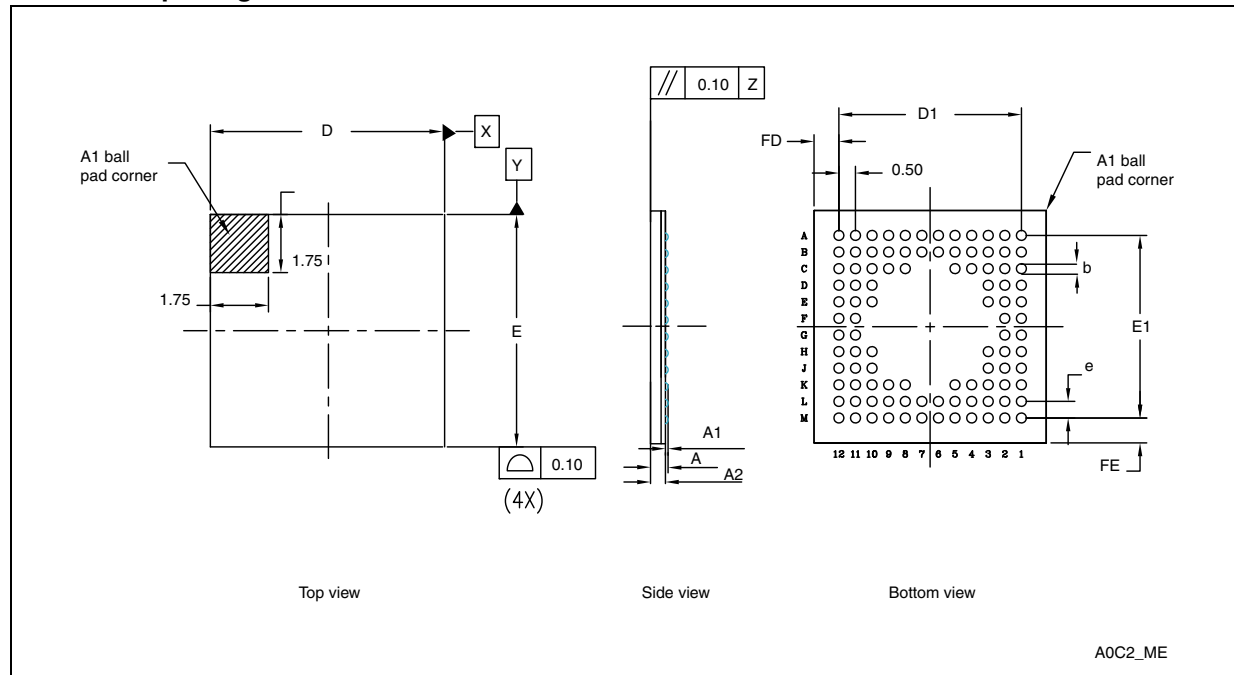 // 0.10 Z
D
X
Y
A1 ball
pad corner
1.75
1.75
E
0.10
(4X)
A1
A
A2
D1
FD
0.50
A1 ball
pad corner
A
B
C
D
E
F
G
H
J
K
L
M
b
E1
e
FE
12 11 10 9 8 7 6 5 4 3 2 1
Top view
Side view
Bottom view
A0C2_ME